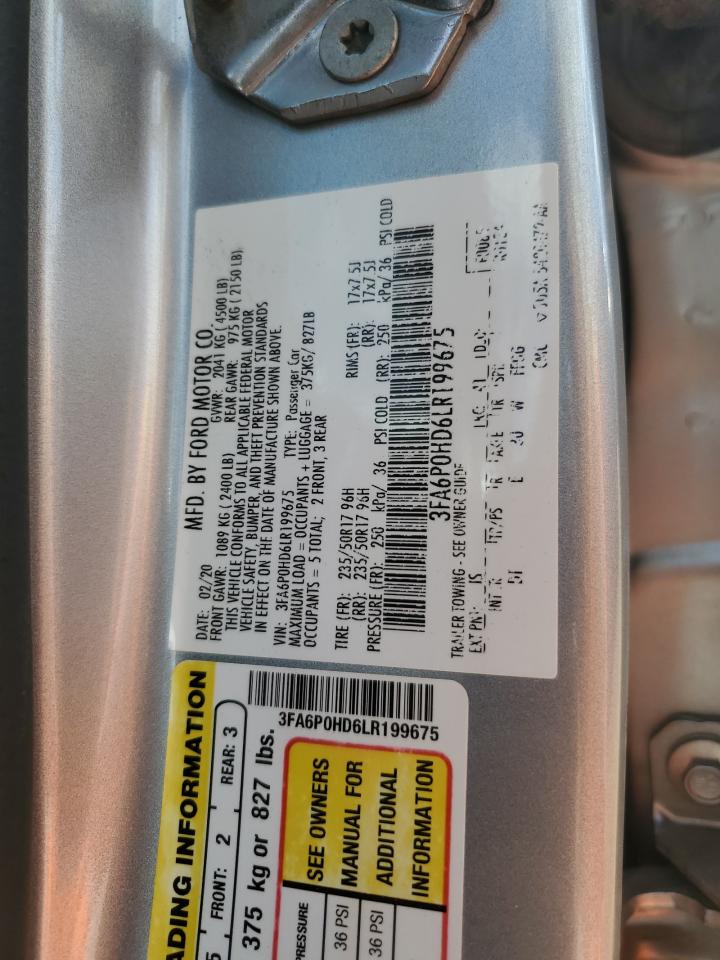 MFD. BY FORD MOTOR CO.
DATE: 02/20 GVWR: 2041 KG ( 4500 LB)
FRONT GAWR: 1089 KG ( 2400 LB) REAR GAWR: 975 KG ( 2150 LB)
THIS VEHICLE CONFORMS TO ALL APPLICABLE FEDERAL MOTOR
VEHICLE SAFETY, BUMPER, AND THEFT PREVENTION STANDARDS
IN EFFECT ON THE DATE OF MANUFACTURE SHOWN ABOVE.
VIN: 3FA6P0HD6LR199675 TYPE: Passenger Car
MAXIMUM LOAD = OCCUPANTS + LUGGAGE = 375KG/ 827LB
OCCUPANTS = 5 TOTAL; 2 FRONT, 3 REAR
TIRE (FR): 235/50R17 96H RIMS (FR): 17x7.5J
(RR): 235/50R17 96H (RR): 17x7.5J
PRESSURE (FR): 250 kPa/ 36 PSI COLD (RR): 250 kPa/ 36 PSI COLD
3FA6P0HD6LR199675
TRAILER TOWING - SEE OWNER GUIDE
EXT PNT: JS
3FA6P0HD6LR199675
ADING INFORMATION
5 FRONT: 2 REAR: 3
375 kg or 827 lbs.
PRESSURE
36 PSI
36 PSI
SEE OWNERS
MANUAL FOR
ADDITIONAL
INFORMATION